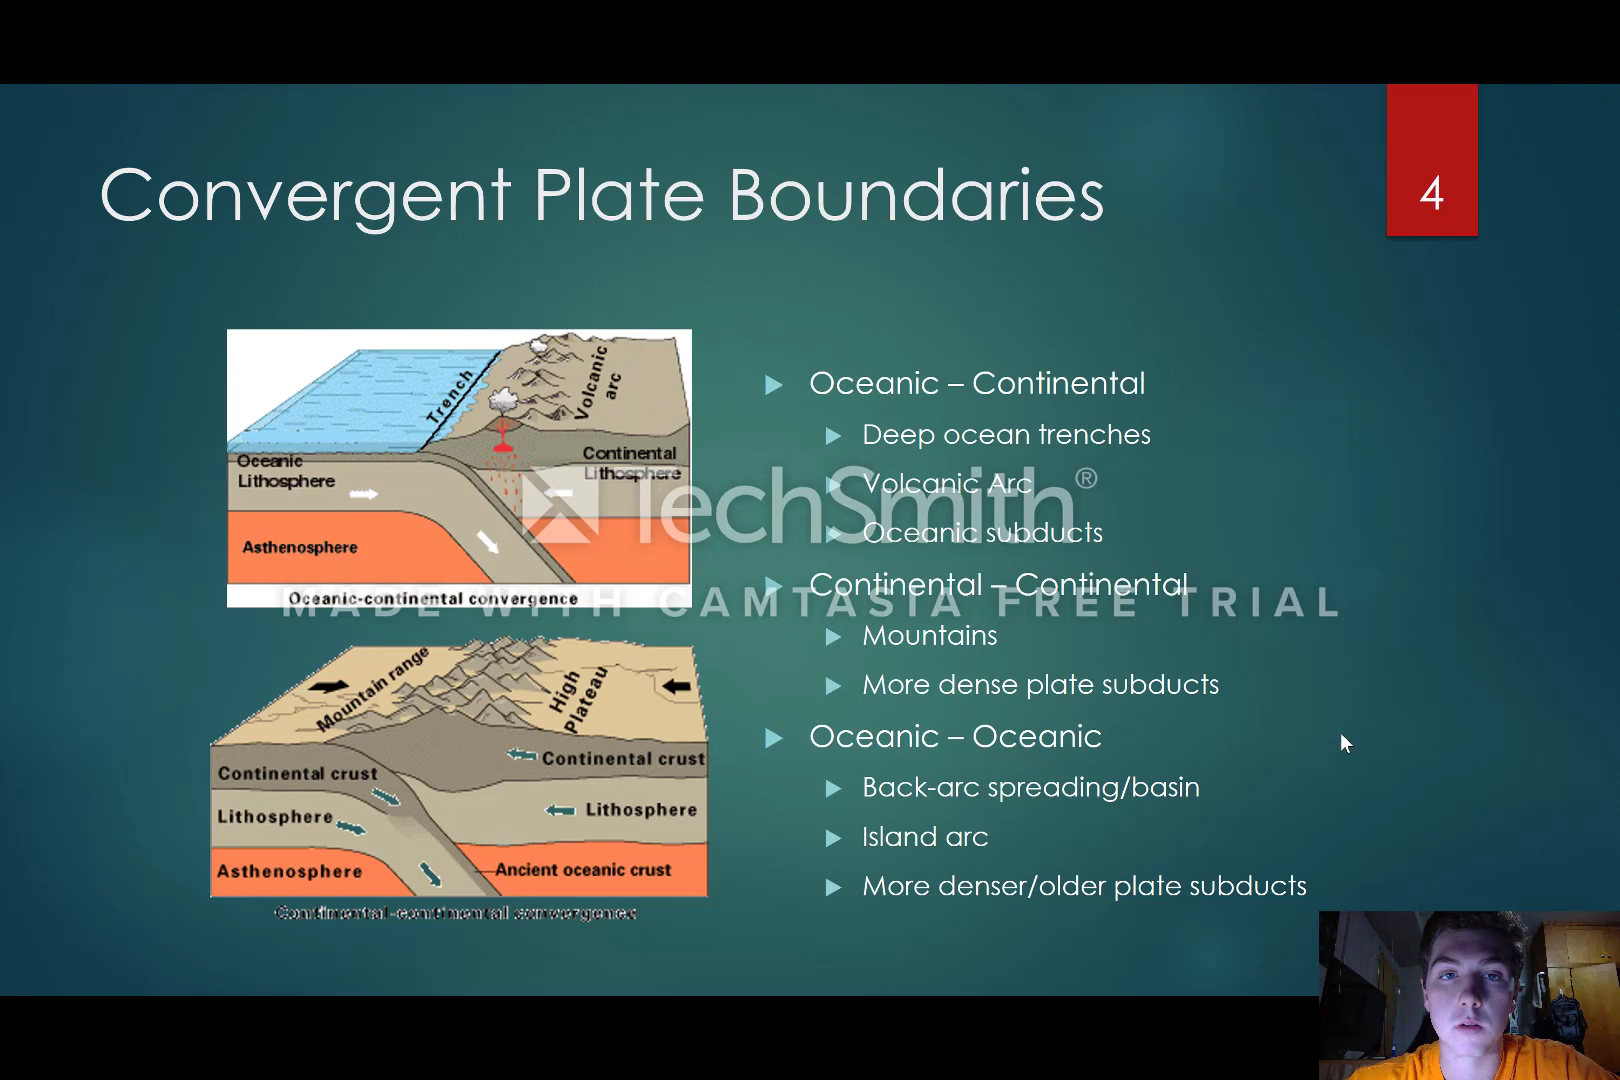 Convergent Plate Boundaries
4
Trench
Volcanic
arc
Oceanic
Lithosphere
Continental
Lithosphere
Asthenosphere
Oceanic-continental convergence
Mountain range
High
Plateau
Continental crust
Continental crust
Lithosphere
Lithosphere
Asthenosphere
Ancient oceanic crust
Continental-continental convergence
Oceanic – Continental
Deep ocean trenches
Volcanic Arc
Oceanic subducts
Continental – Continental
Mountains
More dense plate subducts
Oceanic – Oceanic
Back-arc spreading/basin
Island arc
More denser/older plate subducts
TechSmith®
MADE WITH CAMTASIA FREE TRIAL